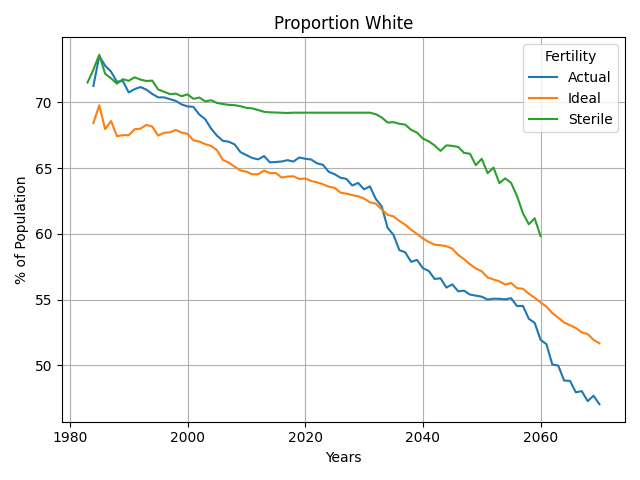 Proportion White
Fertility
Actual
Ideal
Sterile
% of Population
70
65
60
55
50
1980
2000
2020
2040
2060
Years